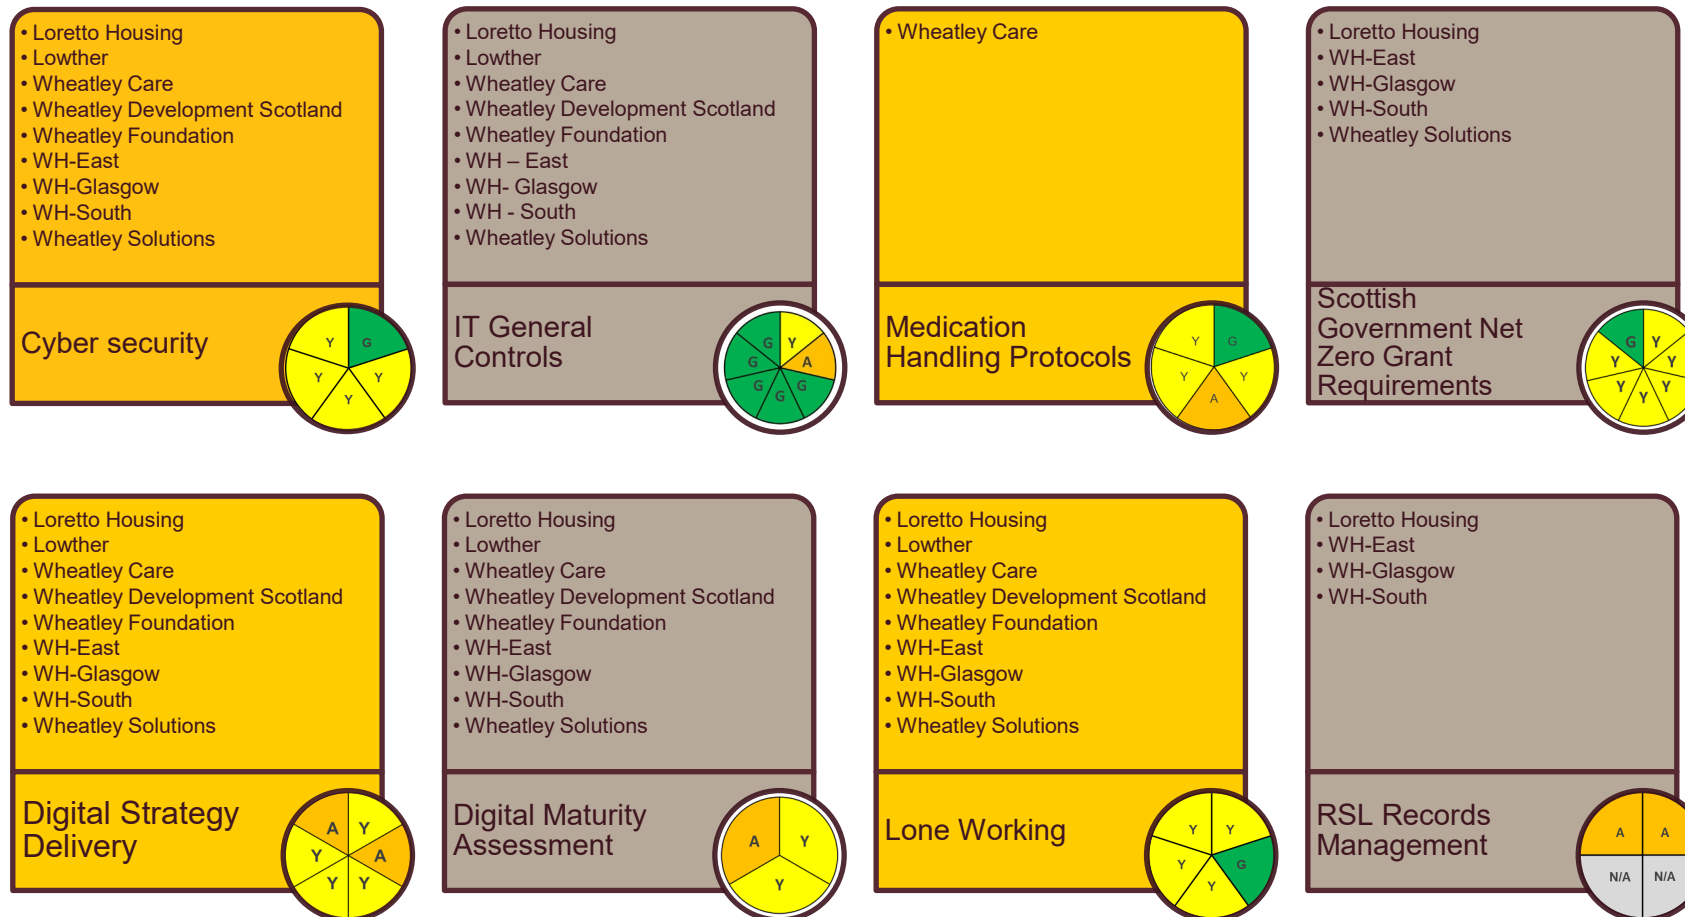 • Loretto Housing
• Lowther
• Wheatley Care
• Wheatley Development Scotland
• Wheatley Foundation
• WH-East
• WH-Glasgow
• WH-South
• Wheatley Solutions
Cyber security
Y
G
Y
Y
Y
• Loretto Housing
• Lowther
• Wheatley Care
• Wheatley Development Scotland
• Wheatley Foundation
• WH – East
• WH- Glasgow
• WH - South
• Wheatley Solutions
IT General
Controls
G
Y
G
A
G
G
G
• Wheatley Care
Medication
Handling Protocols
Y
G
Y
Y
A
• Loretto Housing
• WH-East
• WH-Glasgow
• WH-South
• Wheatley Solutions
Scottish
Government Net
Zero Grant
Requirements
G
Y
Y
Y
Y
Y
Y
• Loretto Housing
• Lowther
• Wheatley Care
• Wheatley Development Scotland
• Wheatley Foundation
• WH-East
• WH-Glasgow
• WH-South
• Wheatley Solutions
Digital Strategy
Delivery
A
Y
Y
A
Y
Y
• Loretto Housing
• Lowther
• Wheatley Care
• Wheatley Development Scotland
• Wheatley Foundation
• WH-East
• WH-Glasgow
• WH-South
• Wheatley Solutions
Digital Maturity
Assessment
A
Y
Y
• Loretto Housing
• Lowther
• Wheatley Care
• Wheatley Development Scotland
• Wheatley Foundation
• WH-East
• WH-Glasgow
• WH-South
• Wheatley Solutions
Lone Working
Y
Y
Y
G
Y
• Loretto Housing
• WH-East
• WH-Glasgow
• WH-South
RSL Records
Management
A
A
N/A
N/A